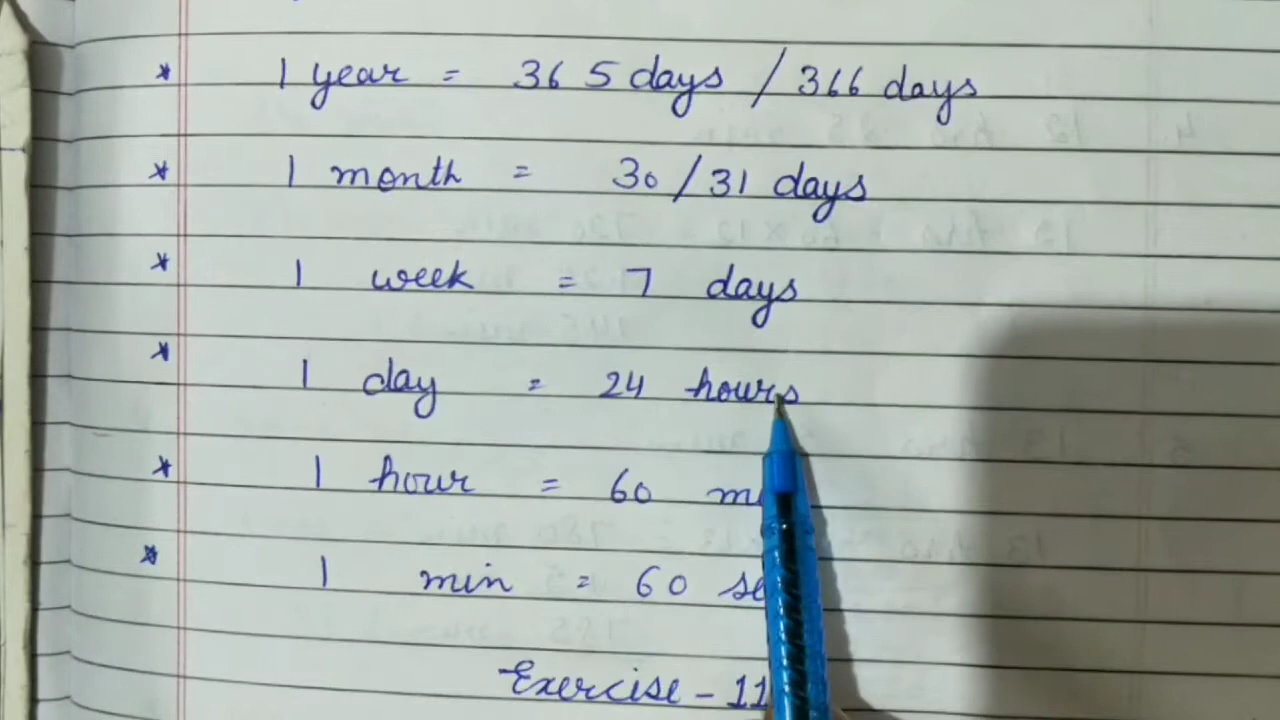 * 1 year = 365 days / 366 days
* 1 month = 30/31 days
* 1 week = 7 days
* 1 day = 24 hours
* 1 hour = 60
* 1 min = 60
Exercise - 11